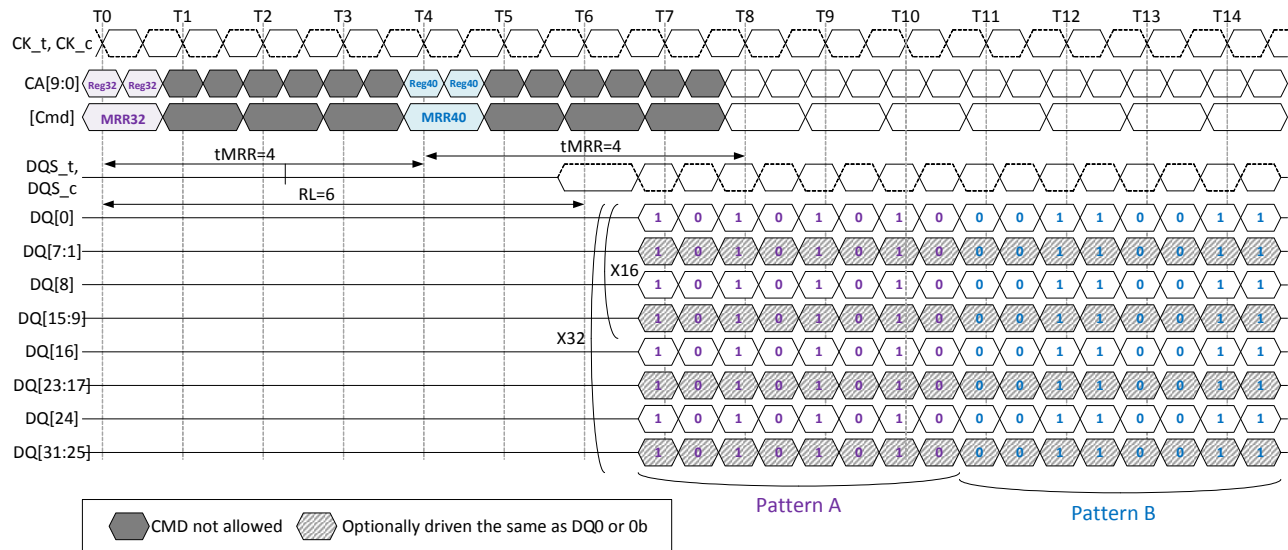 T0 T1 T2 T3 T4 T5 T6 T7 T8 T9 T10 T11 T12 T13 T14
CK_t, CK_c
CA[9:0] Reg32 Reg32 Reg40 Reg40
[Cmd] MRR32 MRR40
tMRR=4 tMRR=4
DQS_t,
DQS_c
RL=6
DQ[0] 1 0 1 0 1 0 1 0 0 0 1 1 0 0 1 1
DQ[7:1] 1 0 1 0 1 0 1 0 0 0 1 1 0 0 1 1
X16
DQ[8] 1 0 1 0 1 0 1 0 0 0 1 1 0 0 1 1
DQ[15:9] 1 0 1 0 1 0 1 0 0 0 1 1 0 0 1 1
X32
DQ[16] 1 0 1 0 1 0 1 0 0 0 1 1 0 0 1 1
DQ[23:17] 1 0 1 0 1 0 1 0 0 0 1 1 0 0 1 1
DQ[24] 1 0 1 0 1 0 1 0 0 0 1 1 0 0 1 1
DQ[31:25] 1 0 1 0 1 0 1 0 0 0 1 1 0 0 1 1
Pattern A
Pattern B
CMD not allowed Optionally driven the same as DQ0 or 0b